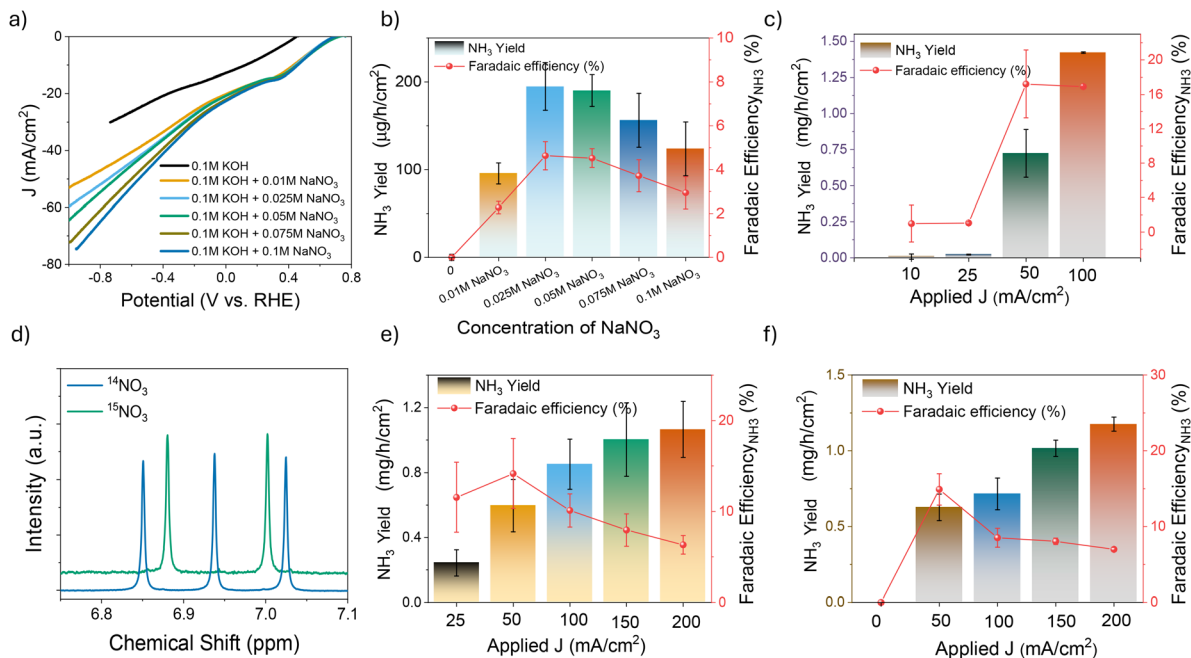 a)
0
-20
-40
-60
-80
J (mA/cm²)
0.1M KOH
0.1M KOH + 0.01M NaNO₃
0.1M KOH + 0.025M NaNO₃
0.1M KOH + 0.05M NaNO₃
0.1M KOH + 0.075M NaNO₃
0.1M KOH + 0.1M NaNO₃
-0.8 -0.4 0.0 0.4 0.8
Potential (V vs. RHE)
b)
NH₃ Yield
Faradaic efficiency (%)
200
100
0
NH₃ Yield (µg/h/cm²)
10
8
6
4
2
0
Faradaic Efficiency_NH3 (%)
0 0.01M NaNO₃ 0.025M NaNO₃ 0.05M NaNO₃ 0.075M NaNO₃ 0.1M NaNO₃
Concentration of NaNO₃
c)
NH₃ Yield
Faradaic efficiency (%)
1.50
1.25
1.00
0.75
0.50
0.25
0.00
NH₃ Yield (mg/h/cm²)
20
16
12
8
4
0
Faradaic Efficiency_NH3 (%)
10 25 50 100
Applied J (mA/cm²)
d)
¹⁴NO₃
¹⁵NO₃
Intensity (a.u.)
6.8 6.9 7.0 7.1
Chemical Shift (ppm)
e)
NH₃ Yield
Faradaic efficiency (%)
1.2
0.8
0.4
0.0
NH₃ Yield (mg/h/cm²)
20
10
0
Faradaic Efficiency_NH3 (%)
25 50 100 150 200
Applied J (mA/cm²)
f)
NH₃ Yield
Faradaic efficiency (%)
1.5
1.0
0.5
0.0
NH₃ Yield (mg/h/cm²)
30
25
20
15
10
5
0
Faradaic Efficiency_NH3 (%)
0 50 100 150 200
Applied J (mA/cm²)